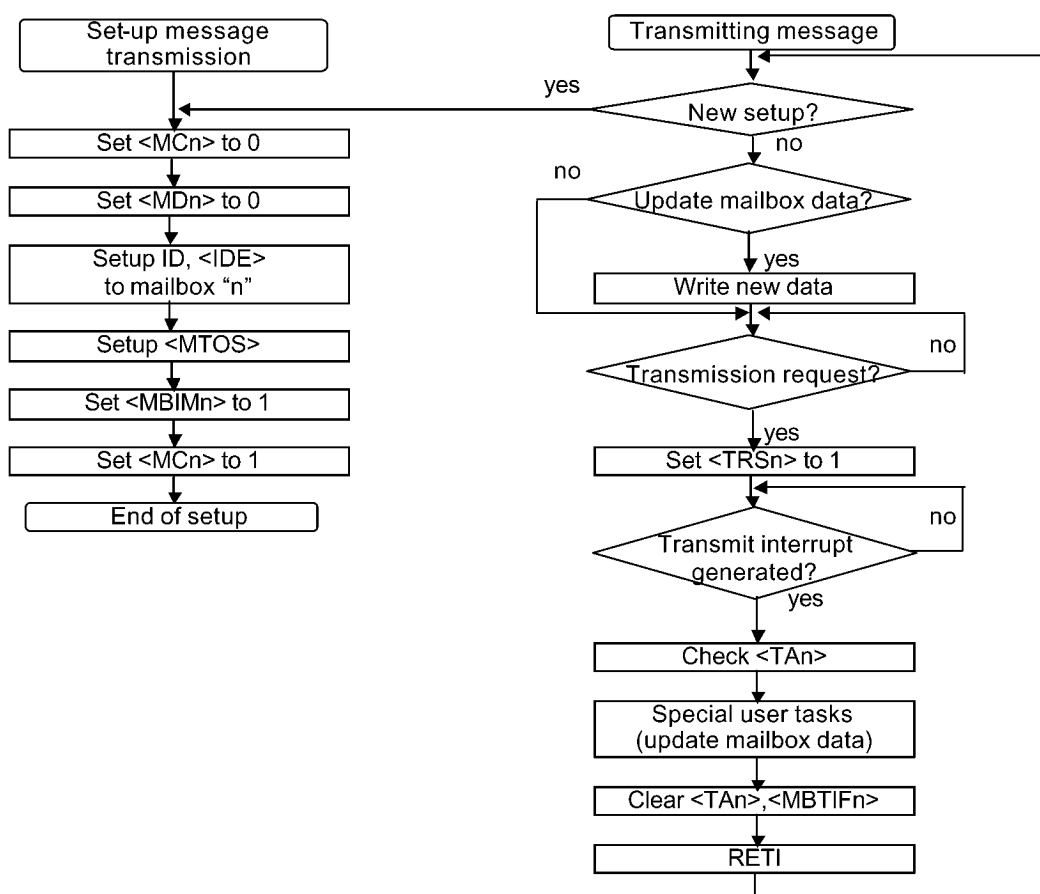 Set-up message
transmission
Set <MCn> to 0
Set <MDn> to 0
Setup ID, <IDE>
to mailbox “n”
Setup <MTOS>
Set <MBIMn> to 1
Set <MCn> to 1
End of setup
Transmitting message
yes
New setup?
no
no
Update mailbox data?
yes
Write new data
no
Transmission request?
yes
Set <TRSn> to 1
no
Transmit interrupt
generated?
yes
Check <TAn>
Special user tasks
(update mailbox data)
Clear <TAn>,<MBTIFn>
RETI